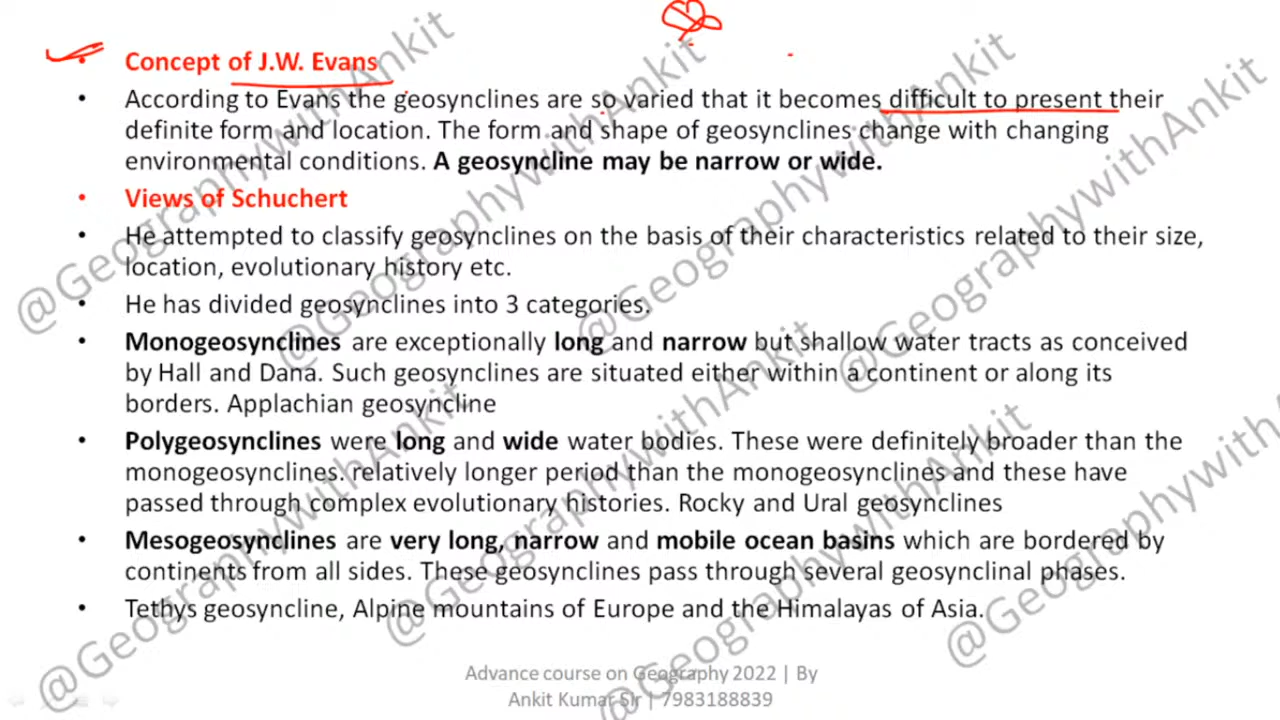 Concept of J.W. Evans
According to Evans the geosynclines are so varied that it becomes difficult to present their
definite form and location. The form and shape of geosynclines change with changing
environmental conditions. A geosyncline may be narrow or wide.
Views of Schuchert
He attempted to classify geosynclines on the basis of their characteristics related to their size,
location, evolutionary history etc.
He has divided geosynclines into 3 categories.
Monogeosynclines are exceptionally long and narrow but shallow water tracts as conceived
by Hall and Dana. Such geosynclines are situated either within a continent or along its
borders. Applachian geosyncline
Polygeosynclines were long and wide water bodies. These were definitely broader than the
monogeosynclines. relatively longer period than the monogeosynclines and these have
passed through complex evolutionary histories. Rocky and Ural geosynclines
Mesogeosynclines are very long, narrow and mobile ocean basins which are bordered by
continents from all sides. These geosynclines pass through several geosynclinal phases.
Tethys geosyncline, Alpine mountains of Europe and the Himalayas of Asia.
Advance course on Geography 2022 | By
Ankit Kumar Sir | 7983188839
@GeographywithAnkit
@GeographywithAnkit
@GeographywithAnkit
@GeographywithAnkit
@GeographywithAnkit
@GeographywithAnkit
@GeographywithAnkit
@GeographywithAnkit